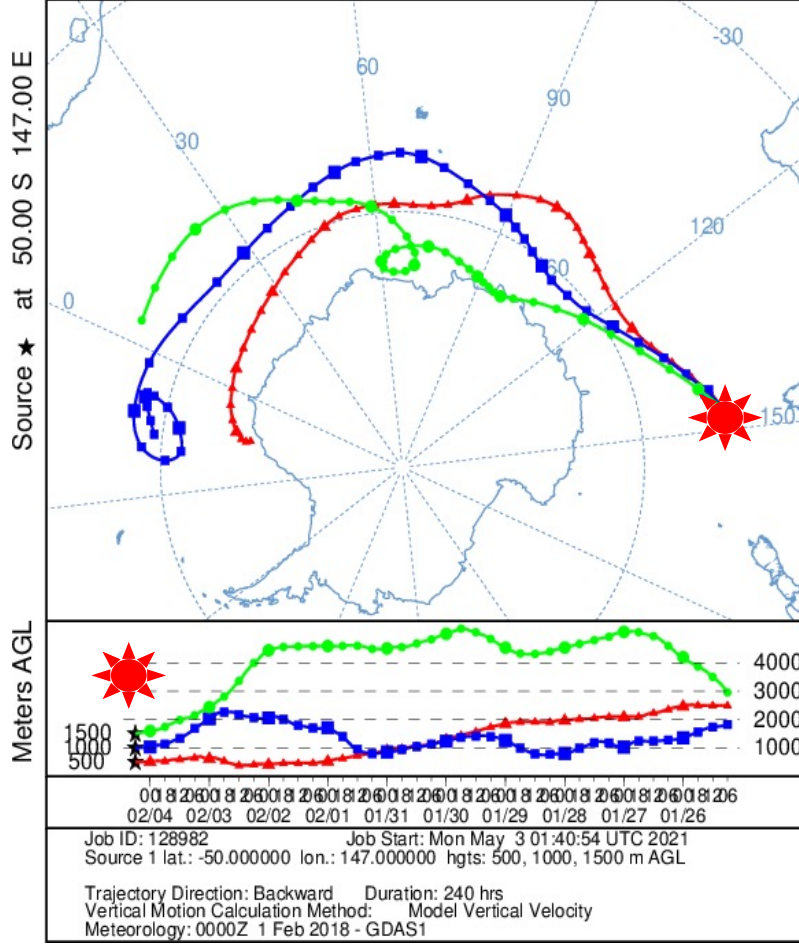 Source ★ at 50.00 S 147.00 E
-30
60
90
30
120
60
0
150
Meters AGL
4000
3000
2000
1000
1500
1000
500
02/04 02/03 02/02 02/01 01/31 01/30 01/29 01/28 01/27 01/26
Job ID: 128982 Job Start: Mon May 3 01:40:54 UTC 2021
Source 1 lat.: -50.000000 lon.: 147.000000 hgts: 500, 1000, 1500 m AGL
Trajectory Direction: Backward Duration: 240 hrs
Vertical Motion Calculation Method: Model Vertical Velocity
Meteorology: 0000Z 1 Feb 2018 - GDAS1